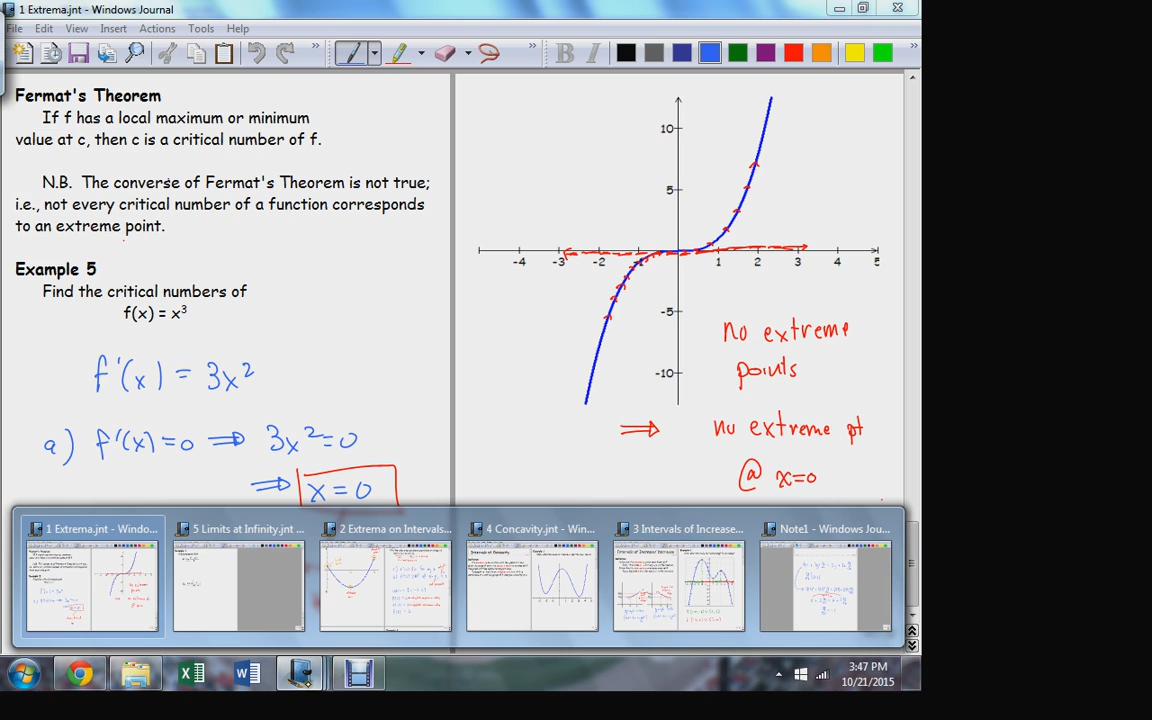 1 Extrema.jnt - Windows Journal
File Edit View Insert Actions Tools Help
» » B I »
Fermat's Theorem
If f has a local maximum or minimum
value at c, then c is a critical number of f.
N.B. The converse of Fermat's Theorem is not true;
i.e., not every critical number of a function corresponds
to an extreme point.
Example 5
Find the critical numbers of
f(x) = x³
f'(x) = 3x²
a) f'(x)=0 ⇒ 3x²=0
⇒ x=0
10
5
-4 -3 -2 -1 1 2 3 4 5
-5
-10
no extreme
points
⇒ no extreme pt
@ x=0
1 Extrema.jnt - Windo... 5 Limits at Infinity.jnt ... 2 Extrema on Intervals... 4 Concavity.jnt - Win... 3 Intervals of Increase... Note1 - Windows Jou...
3:47 PM
10/21/2015